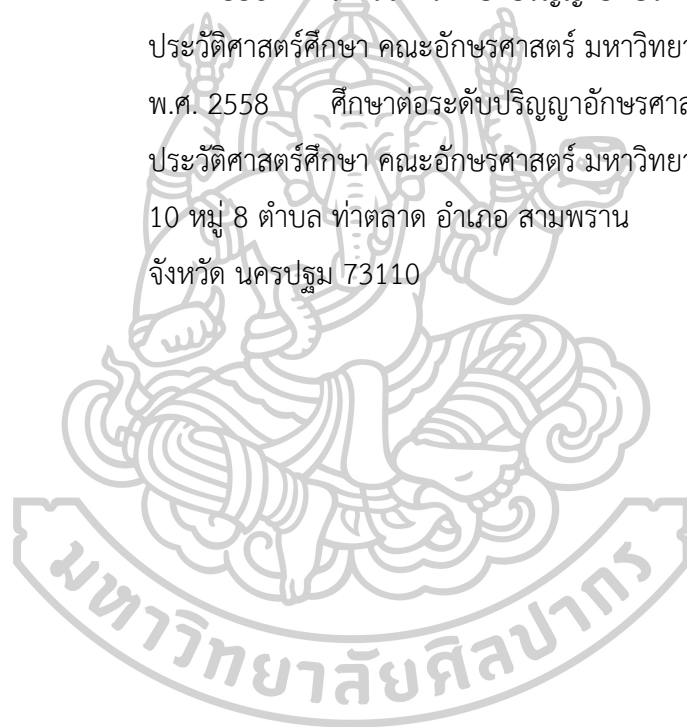 ประวัติศาสตร์ศึกษา คณะอักษรศาสตร์ มหาวิทยา
พ.ศ. 2558 ศึกษาต่อระดับปริญญาอักษรศาส
ประวัติศาสตร์ศึกษา คณะอักษรศาสตร์ มหาวิทยา
10 หมู่ 8 ตำบล ท่าตลาด อำเภอ สามพราน
จังหวัด นครปฐม 73110
มหาวิทยาลัยศิลปากร